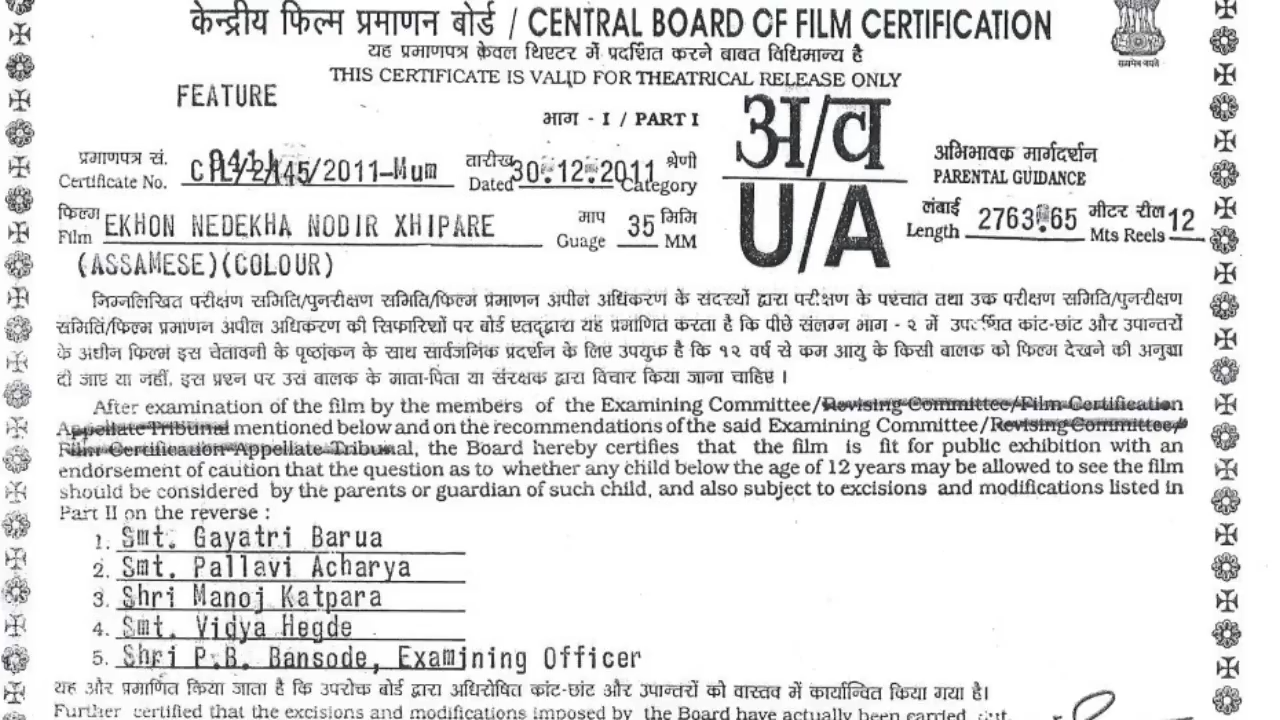 केन्द्रीय फिल्म प्रमाणन बोर्ड / CENTRAL BOARD OF FILM CERTIFICATION
यह प्रमाणपत्र केवल थिएटर में प्रदर्शित करने बाबत विधिमान्य है
THIS CERTIFICATE IS VALID FOR THEATRICAL RELEASE ONLY
सत्यमेव जयते
FEATURE
भाग - I / PART I
अ/व
U/A
अभिभावक मार्गदर्शन
PARENTAL GUIDANCE
प्रमाणपत्र सं. तारीख श्रेणी
Certificate No. /2011-Mum Dated 30.12.2011 Category
फिल्म EKHON NEDEKHA NODIR XHIPARE माप 35 मिमि
Film Guage MM
लंबाई 2763.65 मीटर रील 12
Length Mts Reels
(ASSAMESE)(COLOUR)
निम्नलिखित परीक्षण समिति/पुनरीक्षण समिति/फिल्म प्रमाणन अपील अधिकरण के सदस्यों द्वारा परीक्षण के पश्चात तथा उक्त परीक्षण समिति/पुनरीक्षण
समिति/फिल्म प्रमाणन अपील अधिकरण की सिफारिशों पर बोर्ड एतद्द्वारा यह प्रमाणित करता है कि पीछे संलग्न भाग - २ में कांट-छांट और उपान्तरों
के अधीन फिल्म इस चेतावनी के पृष्ठांकन के साथ सार्वजनिक प्रदर्शन के लिए उपयुक्त है कि १२ वर्ष से कम आयु के किसी बालक को फिल्म देखने की अनुज्ञा
दी जाए या नहीं, इस प्रश्न पर उस बालक के माता-पिता या संरक्षक द्वारा विचार किया जाना चाहिए ।
After examination of the film by the members of the Examining Committee/Revising Committee/Film Certification
Appellate Tribunal mentioned below and on the recommendations of the said Examining Committee/Revising Committee/
Film Certification Appellate Tribunal, the Board hereby certifies that the film is fit for public exhibition with an
endorsement of caution that the question as to whether any child below the age of 12 years may be allowed to see the film
should be considered by the parents or guardian of such child, and also subject to excisions and modifications listed in
Part II on the reverse :
1. Smt. Gayatri Barua
2. Smt. Pallavi Acharya
3. Shri Manoj Katpara
4. Smt. Vidya Hegde
5. Shri P.B. Bansode, Examining Officer
यह और प्रमाणित किया जाता है कि उपरोक्त बोर्ड द्वारा अधिरोपित कांट-छांट और उपान्तरों को वास्तव में कार्यान्वित किया गया है।
Further certified that the excisions and modifications imposed by the Board have actually been carried out.